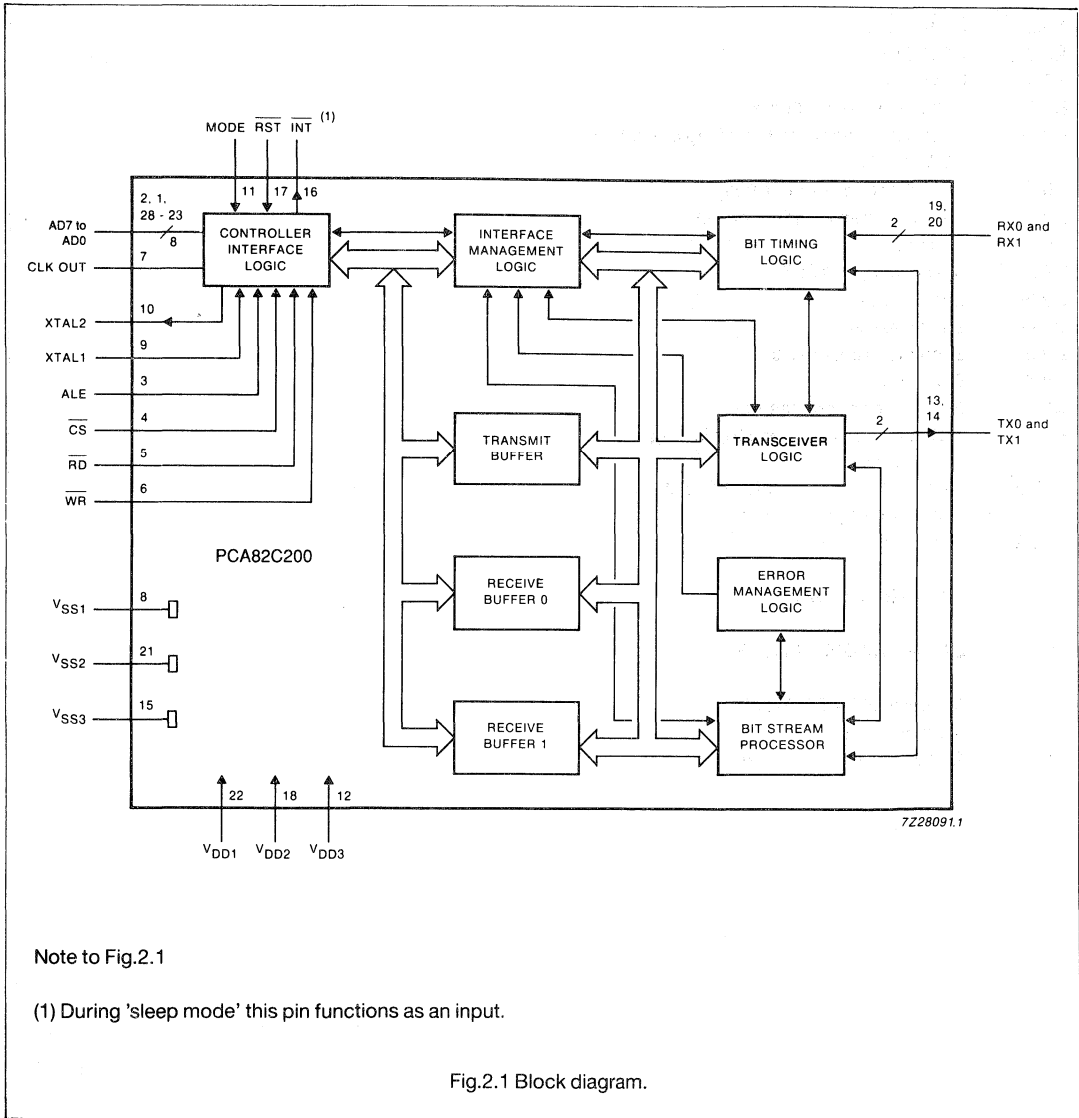 MODE RST INT (1)
11 17 16
2, 1,
28 - 23
8
AD7 to
AD0
7
CLK OUT
10
XTAL2
9
XTAL1
3
ALE
4
CS
5
RD
6
WR
CONTROLLER
INTERFACE
LOGIC
INTERFACE
MANAGEMENT
LOGIC
BIT TIMING
LOGIC
2
19,
20
RX0 and
RX1
TRANSMIT
BUFFER
TRANSCEIVER
LOGIC
2
13,
14
TX0 and
TX1
PCA82C200
RECEIVE
BUFFER 0
ERROR
MANAGEMENT
LOGIC
RECEIVE
BUFFER 1
BIT STREAM
PROCESSOR
8
VSS1
21
VSS2
15
VSS3
22 18 12
VDD1 VDD2 VDD3
7Z28091.1
Note to Fig.2.1
(1) During 'sleep mode' this pin functions as an input.
Fig.2.1 Block diagram.